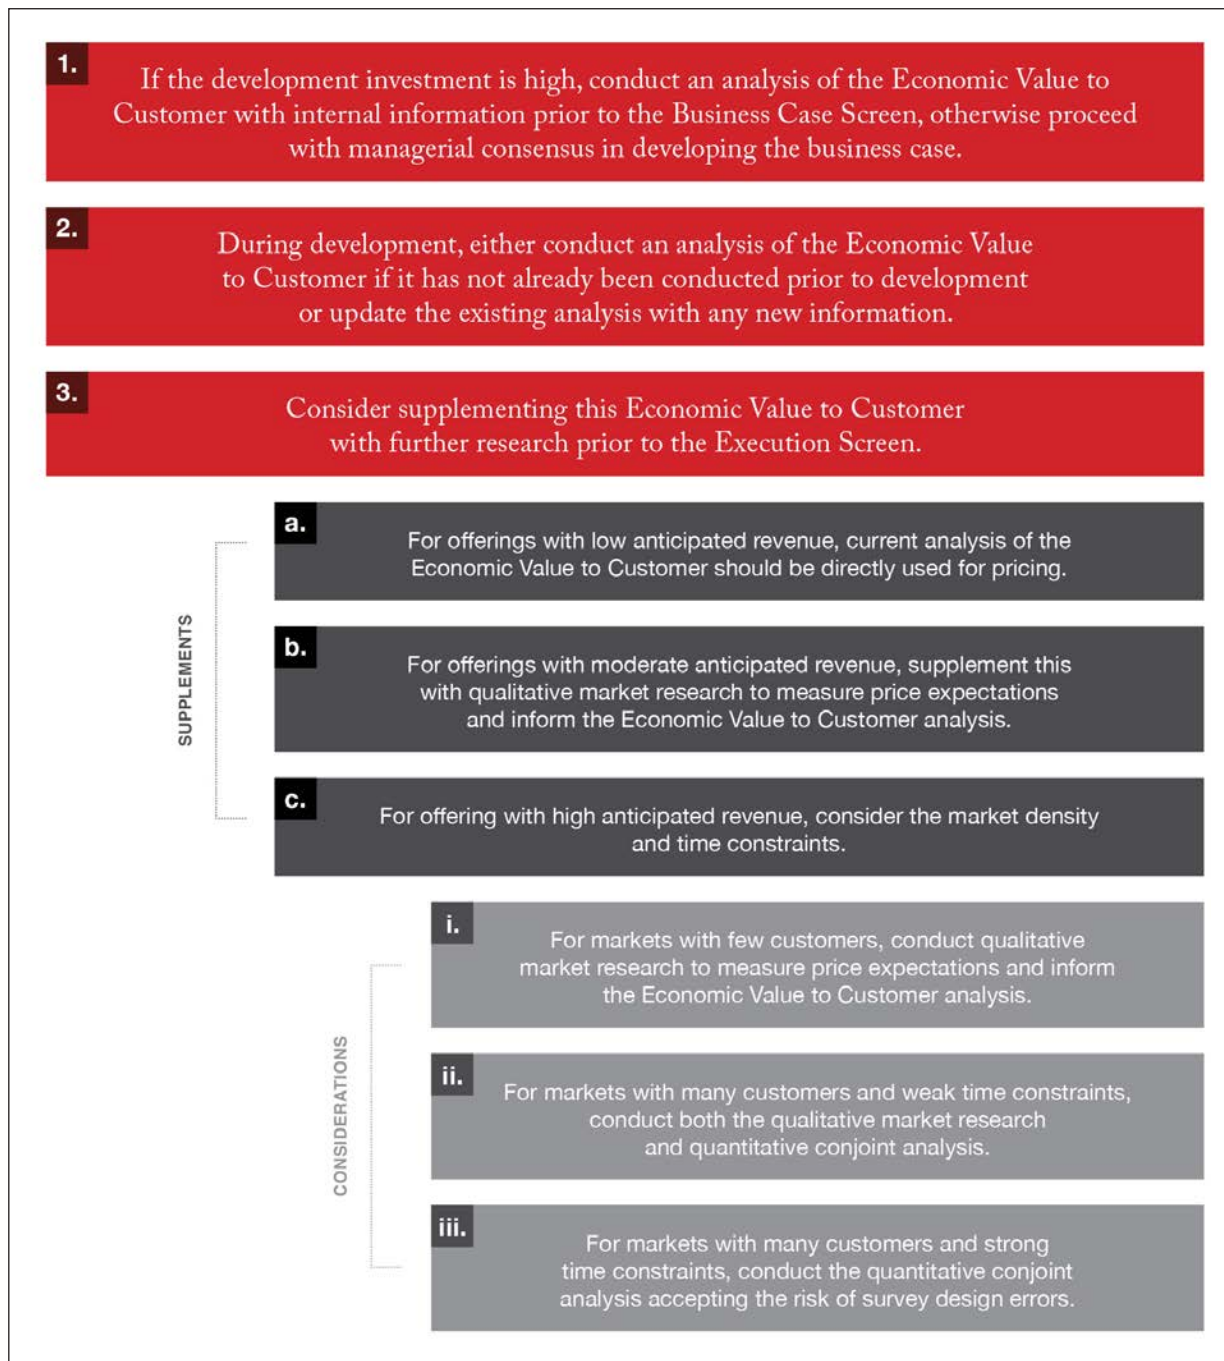 1.
If the development investment is high, conduct an analysis of the Economic Value to
Customer with internal information prior to the Business Case Screen, otherwise proceed
with managerial consensus in developing the business case.
2.
During development, either conduct an analysis of the Economic Value
to Customer if it has not already been conducted prior to development
or update the existing analysis with any new information.
3.
Consider supplementing this Economic Value to Customer
with further research prior to the Execution Screen.
SUPPLEMENTS
a.
For offerings with low anticipated revenue, current analysis of the
Economic Value to Customer should be directly used for pricing.
b.
For offerings with moderate anticipated revenue, supplement this
with qualitative market research to measure price expectations
and inform the Economic Value to Customer analysis.
c.
For offering with high anticipated revenue, consider the market density
and time constraints.
CONSIDERATIONS
i.
For markets with few customers, conduct qualitative
market research to measure price expectations and inform
the Economic Value to Customer analysis.
ii.
For markets with many customers and weak time constraints,
conduct both the qualitative market research
and quantitative conjoint analysis.
iii.
For markets with many customers and strong
time constraints, conduct the quantitative conjoint
analysis accepting the risk of survey design errors.